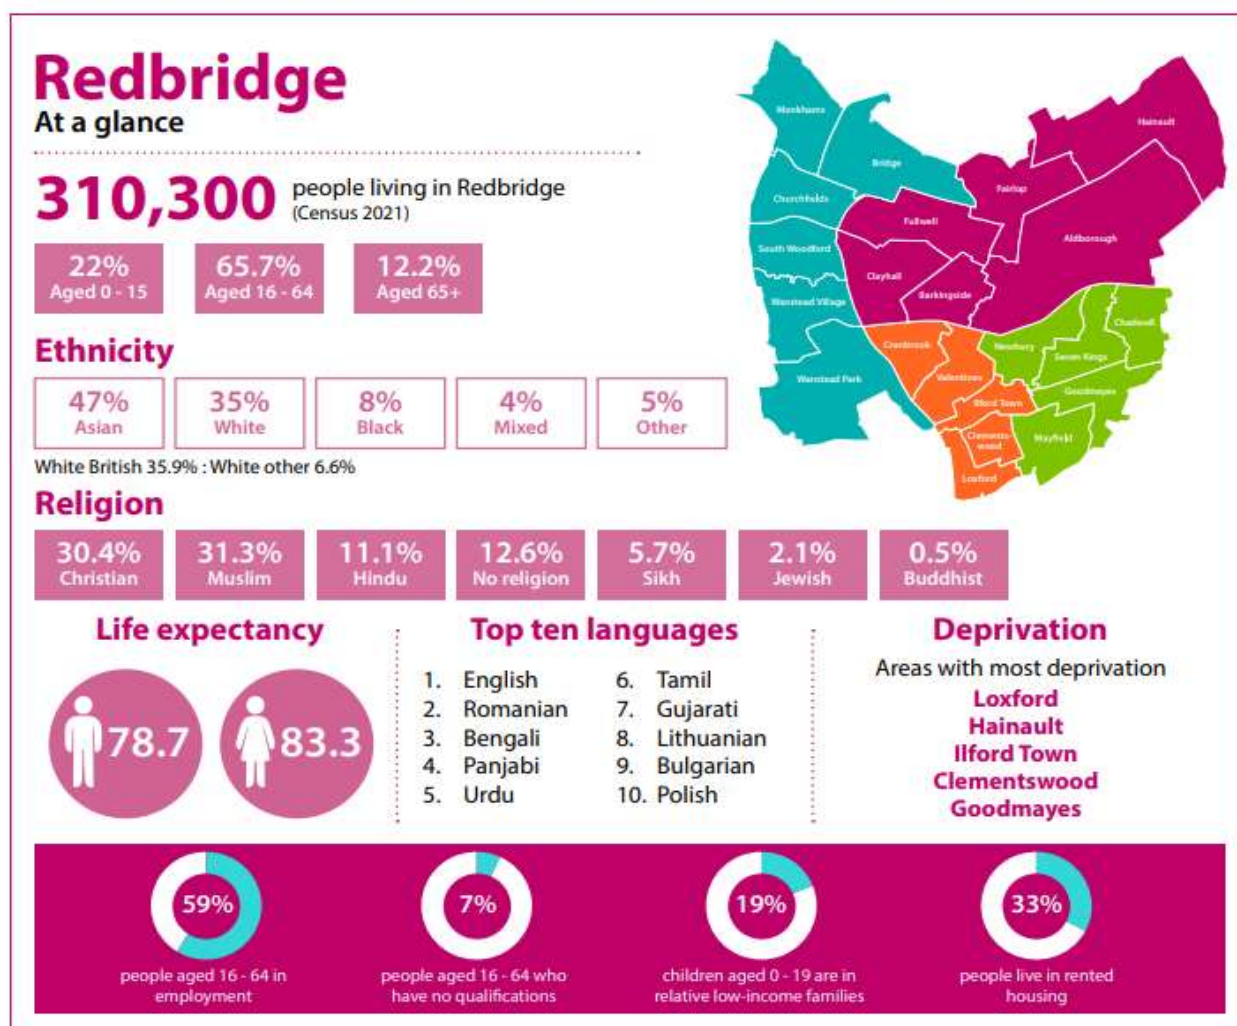 Redbridge
At a glance
310,300 people living in Redbridge
(Census 2021)
22%
Aged 0 - 15
65.7%
Aged 16 - 64
12.2%
Aged 65+
Ethnicity
47%
Asian
35%
White
8%
Black
4%
Mixed
5%
Other
White British 35.9% : White other 6.6%
Religion
30.4%
Christian
31.3%
Muslim
11.1%
Hindu
12.6%
No religion
5.7%
Sikh
2.1%
Jewish
0.5%
Buddhist
Monkhams
Bridge
Hainault
Fairlop
Churchfields
Fullwell
Aldborough
South Woodford
Clayhall
Barkingside
Wanstead Village
Chadwell
Cranbrook
Newbury
Seven Kings
Wanstead Park
Valentines
Goodmayes
Ilford Town
Clements-
wood
Mayfield
Loxford
Life expectancy
78.7
83.3
Top ten languages
1. English
2. Romanian
3. Bengali
4. Panjabi
5. Urdu
6. Tamil
7. Gujarati
8. Lithuanian
9. Bulgarian
10. Polish
Deprivation
Areas with most deprivation
Loxford
Hainault
Ilford Town
Clementswood
Goodmayes
59%
people aged 16 - 64 in
employment
7%
people aged 16 - 64 who
have no qualifications
19%
children aged 0 - 19 are in
relative low-income families
33%
people live in rented
housing